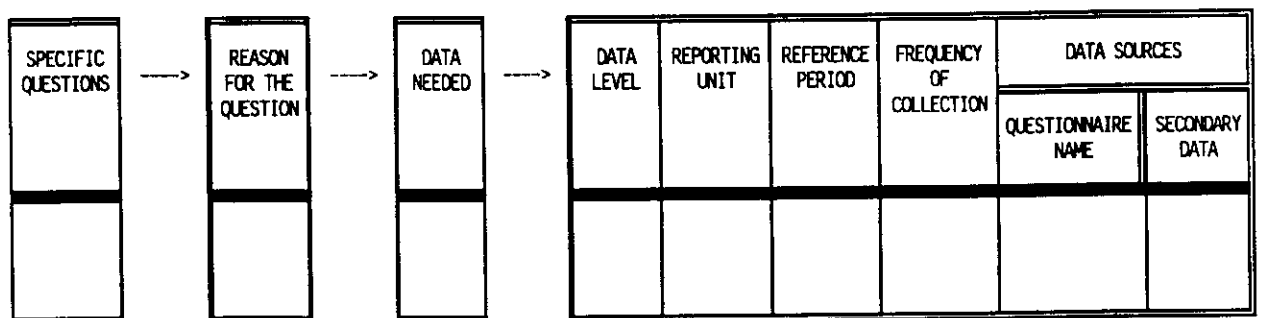 SPECIFIC
QUESTIONS
---->
REASON
FOR THE
QUESTION
---->
DATA
NEEDED
---->
DATA
LEVEL
REPORTING
UNIT
REFERENCE
PERIOD
FREQUENCY
OF
COLLECTION
DATA SOURCES
QUESTIONNAIRE
NAME
SECONDARY
DATA